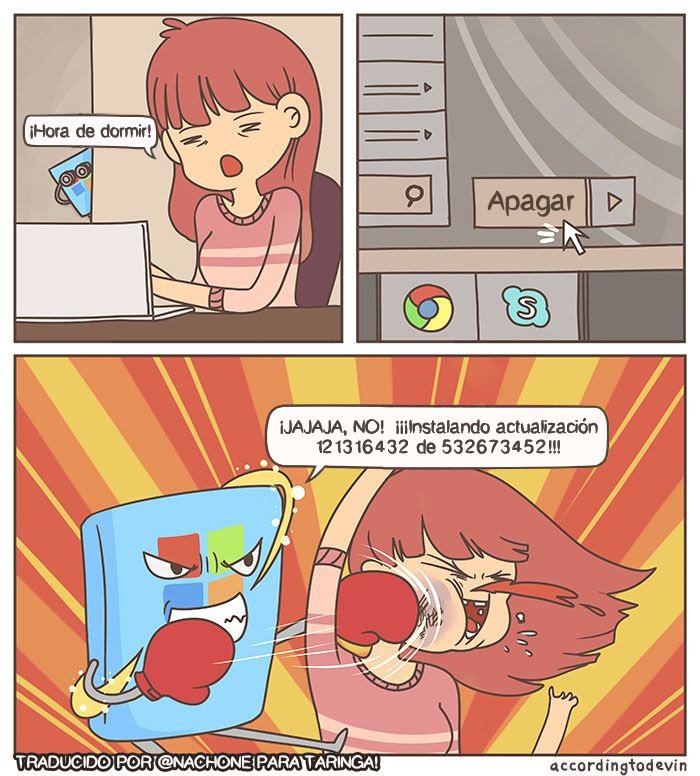 ¡Hora de dormir!
Apagar
¡JAJAJA, NO! ¡¡¡Instalando actualización
121316432 de 532673452!!!
TRADUCIDO POR @NACHONE PARA TARINGA!
accordingtodevin